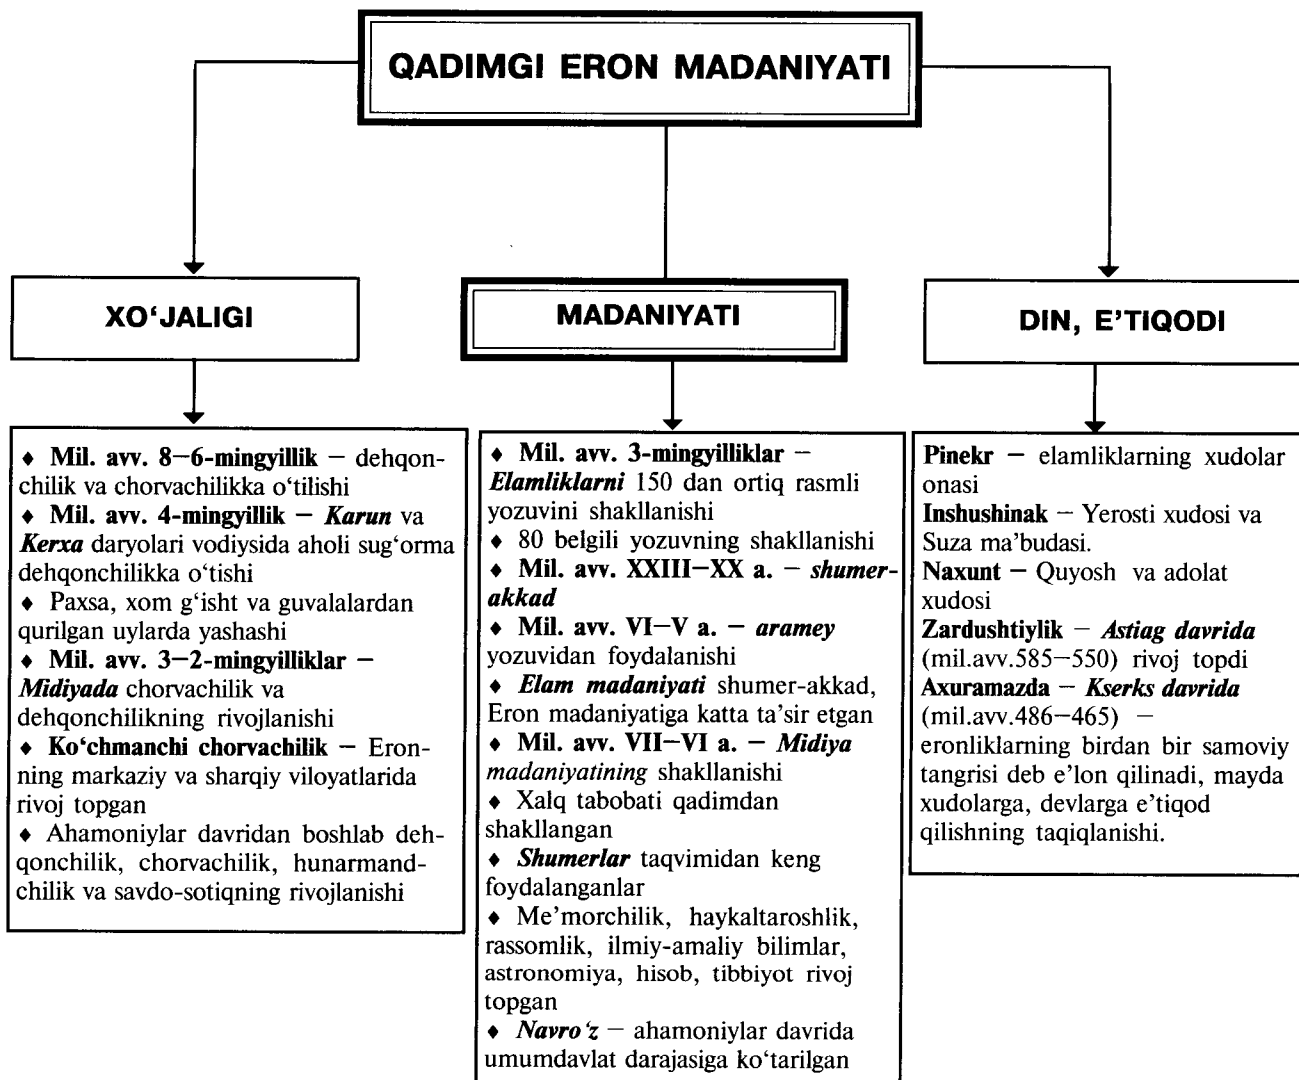 QADIMGI ERON MADANIYATI
XO‘JALIGI
♦ Mil. avv. 8–6-mingyillik – dehqon-
chilik va chorvachilikka o‘tilishi
♦ Mil. avv. 4-mingyillik – Karun va
Kerxa daryolari vodiysida aholi sug‘orma
dehqonchilikka o‘tishi
♦ Paxsa, xom g‘isht va guvalalardan
qurilgan uylarda yashashi
♦ Mil. avv. 3–2-mingyilliklar –
Midiyada chorvachilik va
dehqonchilikning rivojlanishi
♦ Ko‘chmanchi chorvachilik – Eron-
ning markaziy va sharqiy viloyatlarida
rivoj topgan
♦ Ahamoniylar davridan boshlab deh-
qonchilik, chorvachilik, hunarmand-
chilik va savdo-sotiqning rivojlanishi
MADANIYATI
♦ Mil. avv. 3-mingyilliklar –
Elamliklarni 150 dan ortiq rasmli
yozuvini shakllanishi
♦ 80 belgili yozuvning shakllanishi
♦ Mil. avv. XXIII–XX a. – shumer-
akkad
♦ Mil. avv. VI–V a. – aramey
yozuvidan foydalanishi
♦ Elam madaniyati shumer-akkad,
Eron madaniyatiga katta ta’sir etgan
♦ Mil. avv. VII–VI a. – Midiya
madaniyatining shakllanishi
♦ Xalq tabobati qadimdan
shakllangan
♦ Shumerlar taqvimidan keng
foydalanganlar
♦ Me’morchilik, haykaltaroshlik,
rassomlik, ilmiy-amaliy bilimlar,
astronomiya, hisob, tibbiyot rivoj
topgan
♦ Navro‘z – ahamoniylar davrida
umumdavlat darajasiga ko‘tarilgan
DIN, E’TIQODI
Pinekr – elamliklarning xudolar
onasi
Inshushinak – Yerosti xudosi va
Suza ma’budasi.
Naxunt – Quyosh va adolat
xudosi
Zardushtiylik – Astiag davrida
(mil.avv.585–550) rivoj topdi
Axuramazda – Kserks davrida
(mil.avv.486–465) –
eronliklarning birdan bir samoviy
tangrisi deb e’lon qilinadi, mayda
xudolarga, devlarga e’tiqod
qilishning taqiqlanishi.